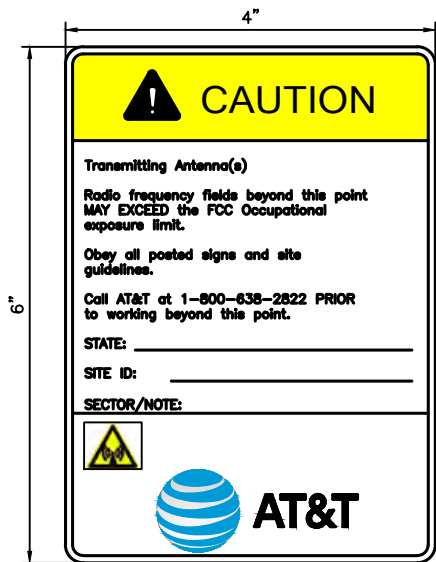 4"
CAUTION
Transmitting Antenna(s)
Radio frequency fields beyond this point
MAY EXCEED the FCC Occupational
exposure limit.
Obey all posted signs and site
guidelines.
Call AT&T at 1-800-638-2822 PRIOR
to working beyond this point.
STATE:
SITE ID:
SECTOR/NOTE:
AT&T
6"